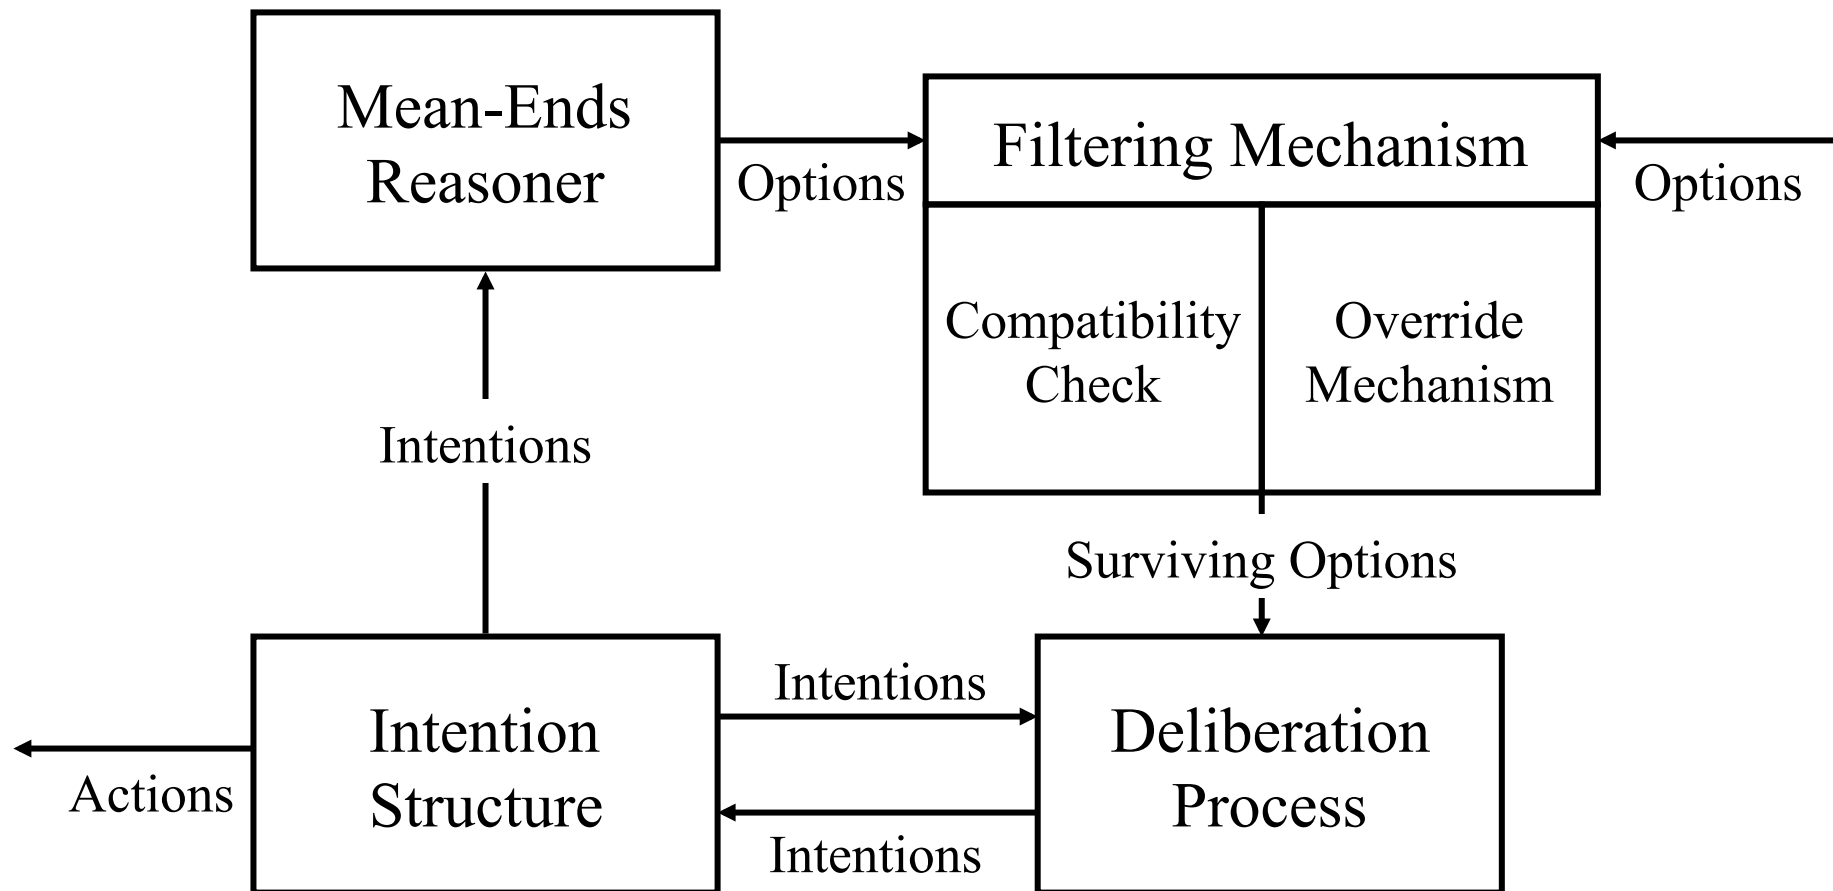 Mean-Ends
Reasoner
Options
Filtering Mechanism
Options
Compatibility
Check
Override
Mechanism
Intentions
Surviving Options
Intention
Structure
Intentions
Deliberation
Process
Actions
Intentions